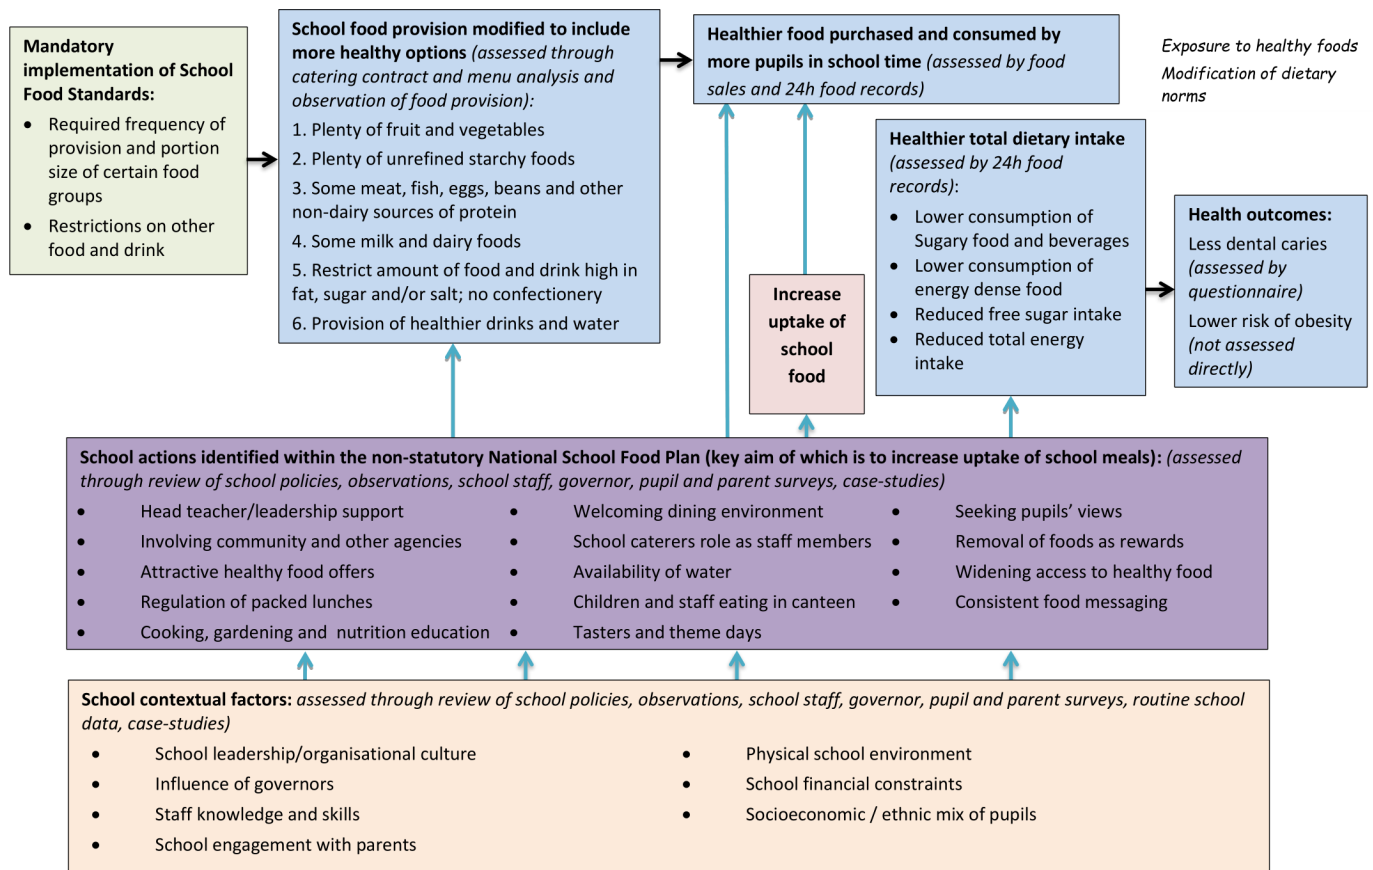 Mandatory
implementation of School
Food Standards:
• Required frequency of
provision and portion
size of certain food
groups
• Restrictions on other
food and drink
School food provision modified to include
more healthy options (assessed through
catering contract and menu analysis and
observation of food provision):
1. Plenty of fruit and vegetables
2. Plenty of unrefined starchy foods
3. Some meat, fish, eggs, beans and other
non-dairy sources of protein
4. Some milk and dairy foods
5. Restrict amount of food and drink high in
fat, sugar and/or salt; no confectionery
6. Provision of healthier drinks and water
Healthier food purchased and consumed by
more pupils in school time (assessed by food
sales and 24h food records)
Exposure to healthy foods
Modification of dietary
norms
Increase
uptake of
school
food
Healthier total dietary intake
(assessed by 24h food
records):
• Lower consumption of
Sugary food and beverages
• Lower consumption of
energy dense food
• Reduced free sugar intake
• Reduced total energy
intake
Health outcomes:
Less dental caries
(assessed by
questionnaire)
Lower risk of obesity
(not assessed
directly)
School actions identified within the non-statutory National School Food Plan (key aim of which is to increase uptake of school meals): (assessed
through review of school policies, observations, school staff, governor, pupil and parent surveys, case-studies)
• Head teacher/leadership support
• Involving community and other agencies
• Attractive healthy food offers
• Regulation of packed lunches
• Cooking, gardening and nutrition education
• Welcoming dining environment
• School caterers role as staff members
• Availability of water
• Children and staff eating in canteen
• Tasters and theme days
• Seeking pupils’ views
• Removal of foods as rewards
• Widening access to healthy food
• Consistent food messaging
School contextual factors: assessed through review of school policies, observations, school staff, governor, pupil and parent surveys, routine school
data, case-studies)
• School leadership/organisational culture
• Influence of governors
• Staff knowledge and skills
• School engagement with parents
• Physical school environment
• School financial constraints
• Socioeconomic / ethnic mix of pupils